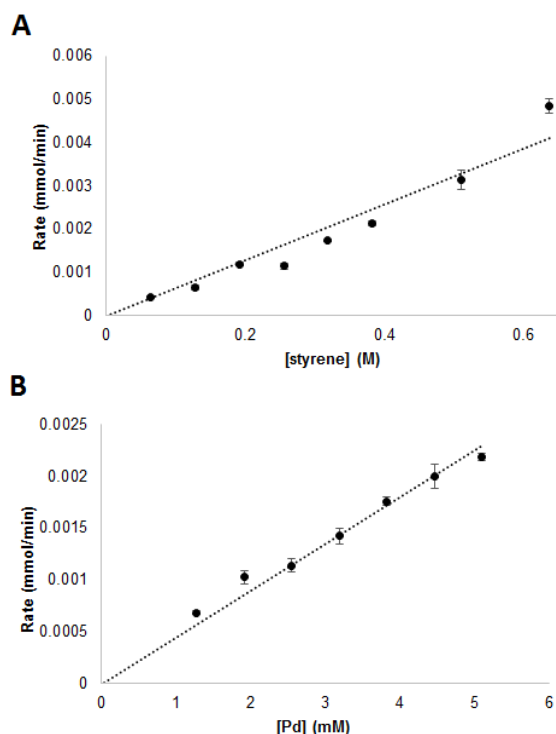 A
0.006
0.005
0.004
0.003
0.002
0.001
0
Rate (mmol/min)
0 0.2 0.4 0.6
[styrene] (M)
B
0.0025
0.002
0.0015
0.001
0.0005
0
Rate (mmol/min)
0 1 2 3 4 5 6
[Pd] (mM)